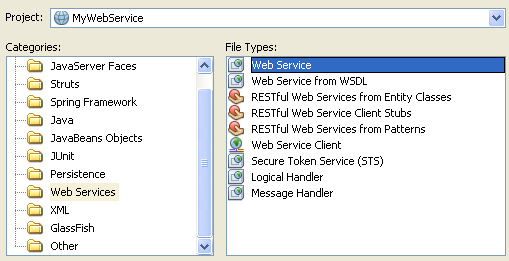 Project: MyWebService
Categories:
JavaServer Faces
Struts
Spring Framework
Java
JavaBeans Objects
JUnit
Persistence
Web Services
XML
GlassFish
Other
File Types:
Web Service
Web Service from WSDL
RESTful Web Services from Entity Classes
RESTful Web Service Client Stubs
RESTful Web Services from Patterns
Web Service Client
Secure Token Service (STS)
Logical Handler
Message Handler